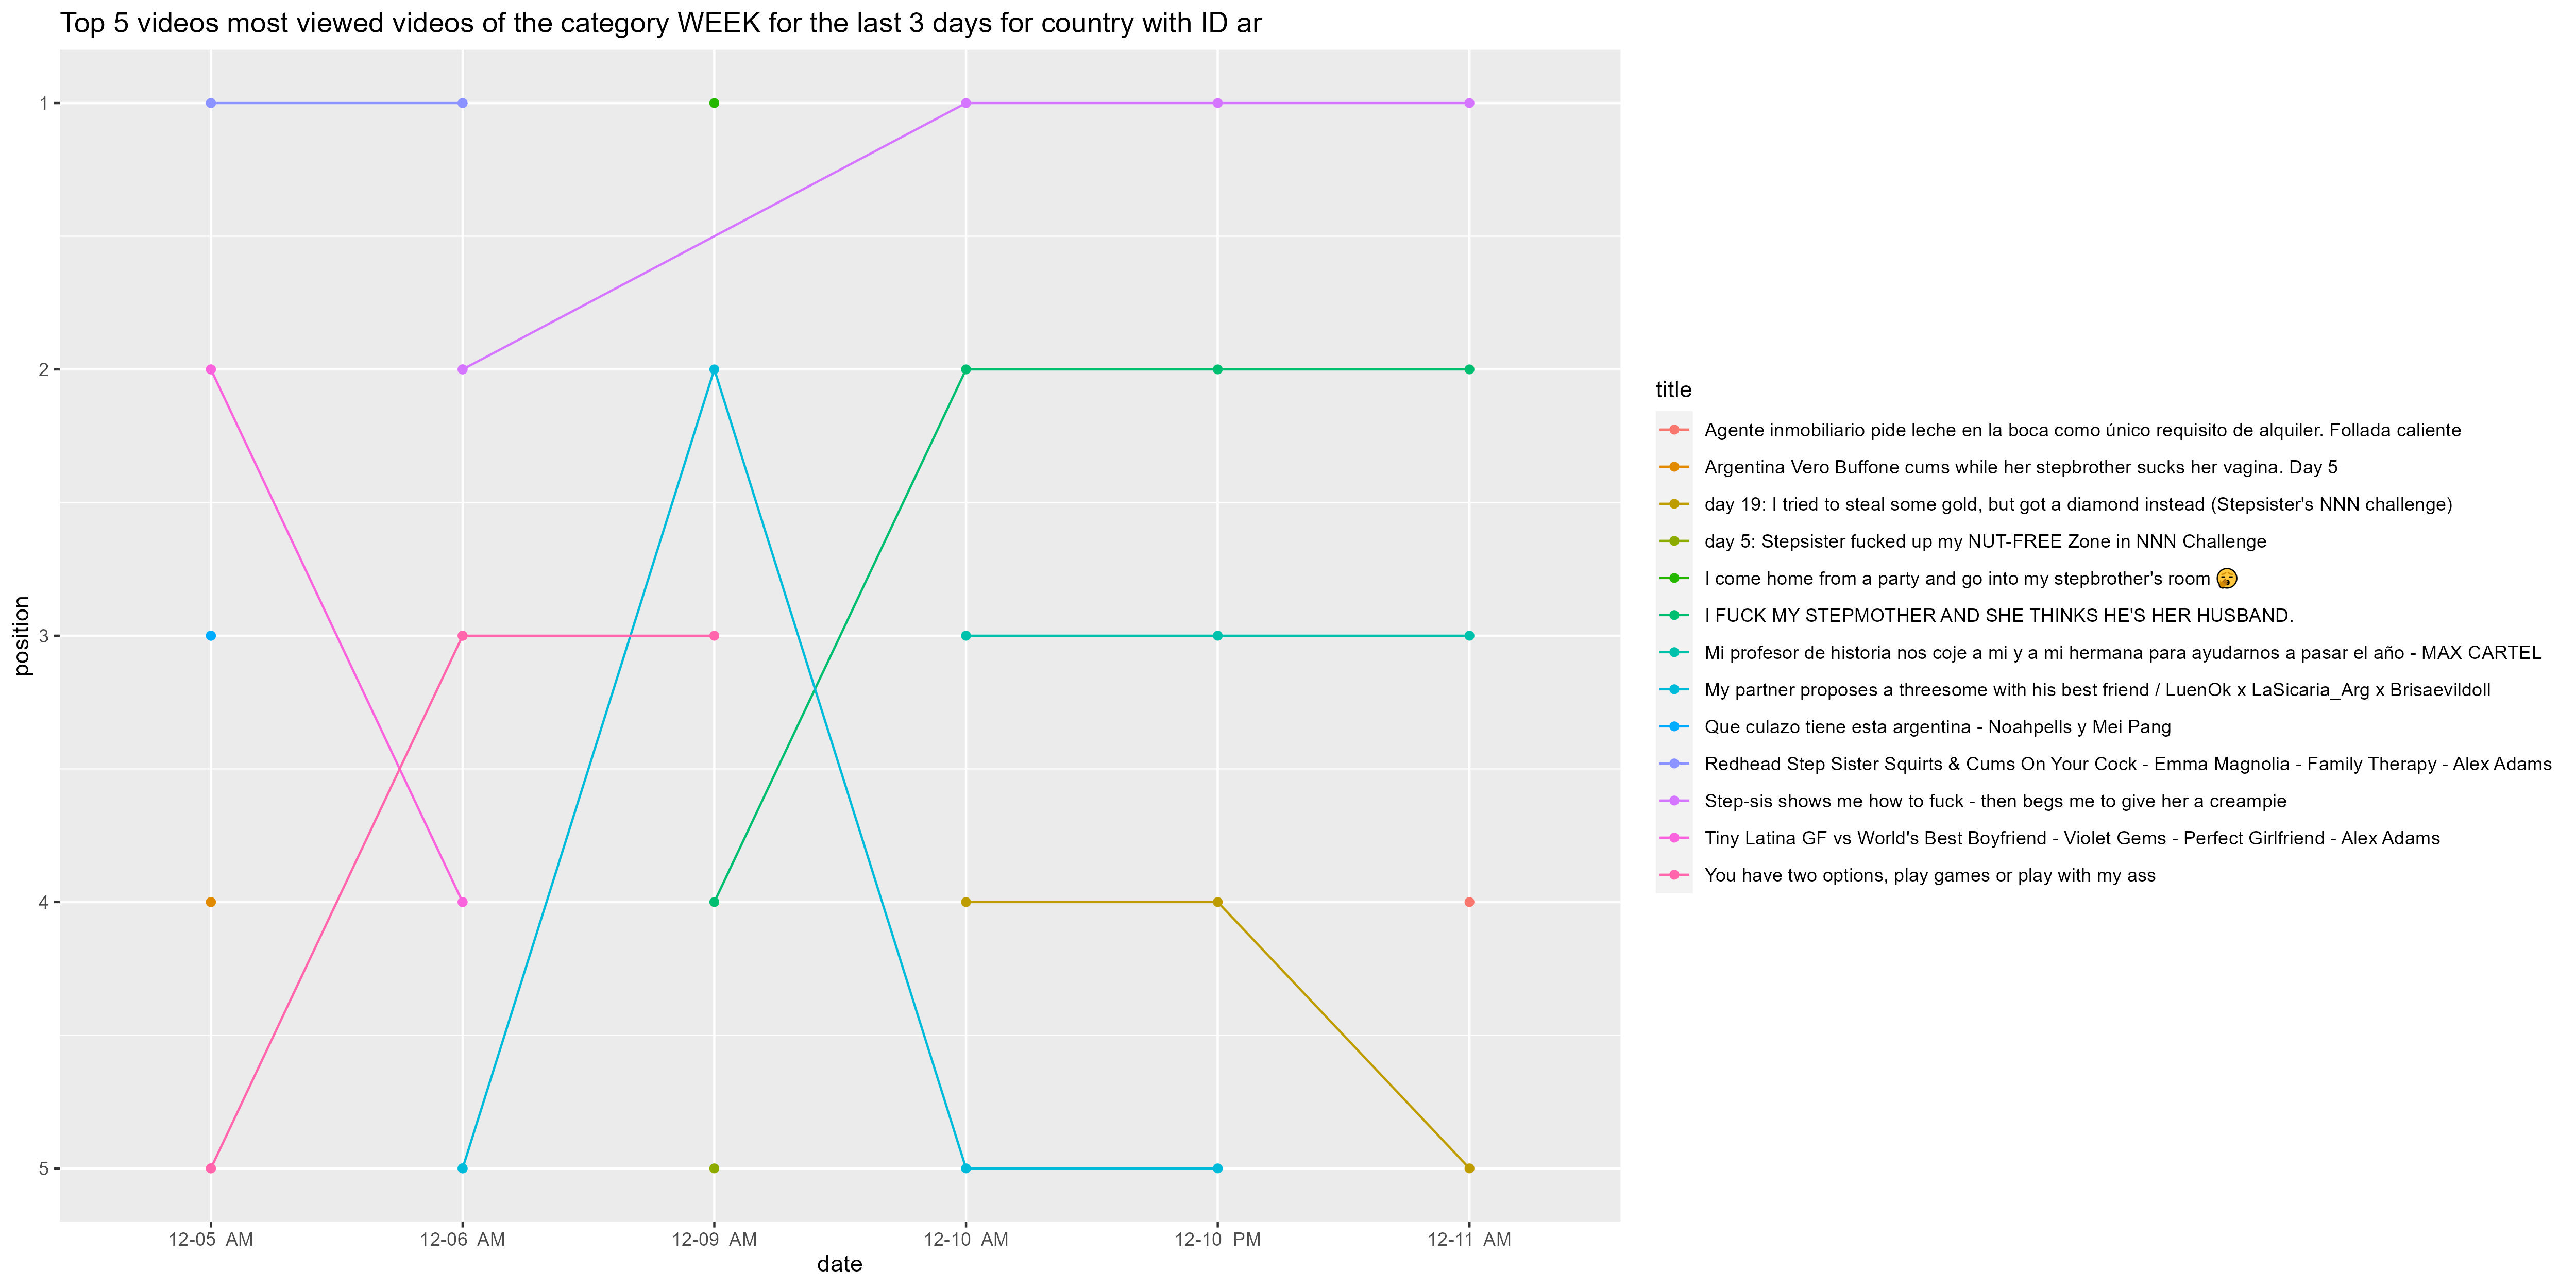 Top 5 videos most viewed videos of the category WEEK for the last 3 days for country with ID ar
position
1
2
3
4
5
12-05 AM
12-06 AM
12-09 AM
12-10 AM
12-10 PM
12-11 AM
date
title
Agente inmobiliario pide leche en la boca como único requisito de alquiler. Follada caliente
Argentina Vero Buffone cums while her stepbrother sucks her vagina. Day 5
day 19: I tried to steal some gold, but got a diamond instead (Stepsister's NNN challenge)
day 5: Stepsister fucked up my NUT-FREE Zone in NNN Challenge
I come home from a party and go into my stepbrother's room 🥱
I FUCK MY STEPMOTHER AND SHE THINKS HE'S HER HUSBAND.
Mi profesor de historia nos coje a mi y a mi hermana para ayudarnos a pasar el año - MAX CARTEL
My partner proposes a threesome with his best friend / LuenOk x LaSicaria_Arg x Brisaevildoll
Que culazo tiene esta argentina - Noahpells y Mei Pang
Redhead Step Sister Squirts & Cums On Your Cock - Emma Magnolia - Family Therapy - Alex Adams
Step-sis shows me how to fuck - then begs me to give her a creampie
Tiny Latina GF vs World's Best Boyfriend - Violet Gems - Perfect Girlfriend - Alex Adams
You have two options, play games or play with my ass